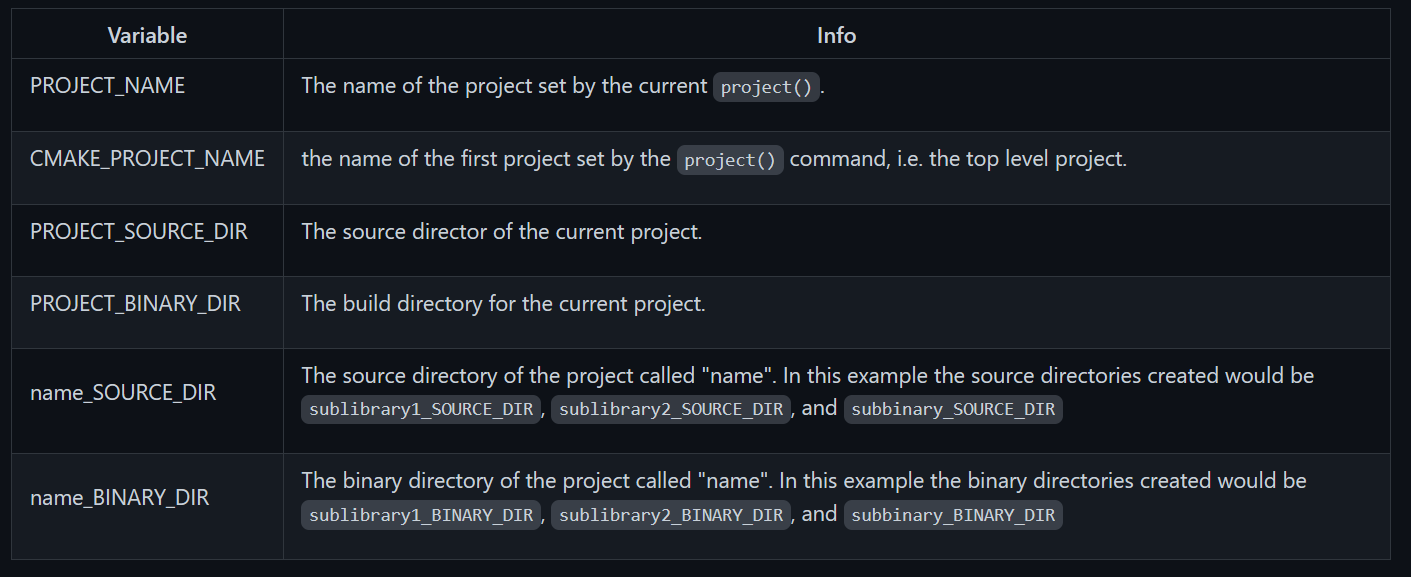 Variable Info
PROJECT_NAME The name of the project set by the current project().
CMAKE_PROJECT_NAME the name of the first project set by the project() command, i.e. the top level project.
PROJECT_SOURCE_DIR The source director of the current project.
PROJECT_BINARY_DIR The build directory for the current project.
name_SOURCE_DIR The source directory of the project called "name". In this example the source directories created would be
sublibrary1_SOURCE_DIR, sublibrary2_SOURCE_DIR, and subbinary_SOURCE_DIR
name_BINARY_DIR The binary directory of the project called "name". In this example the binary directories created would be
sublibrary1_BINARY_DIR, sublibrary2_BINARY_DIR, and subbinary_BINARY_DIR